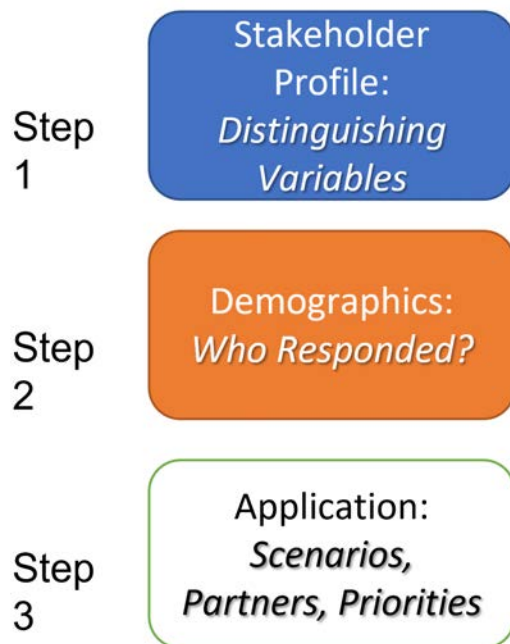 Step
1
Stakeholder
Profile:
Distinguishing
Variables
Step
2
Demographics:
Who Responded?
Step
3
Application:
Scenarios,
Partners, Priorities